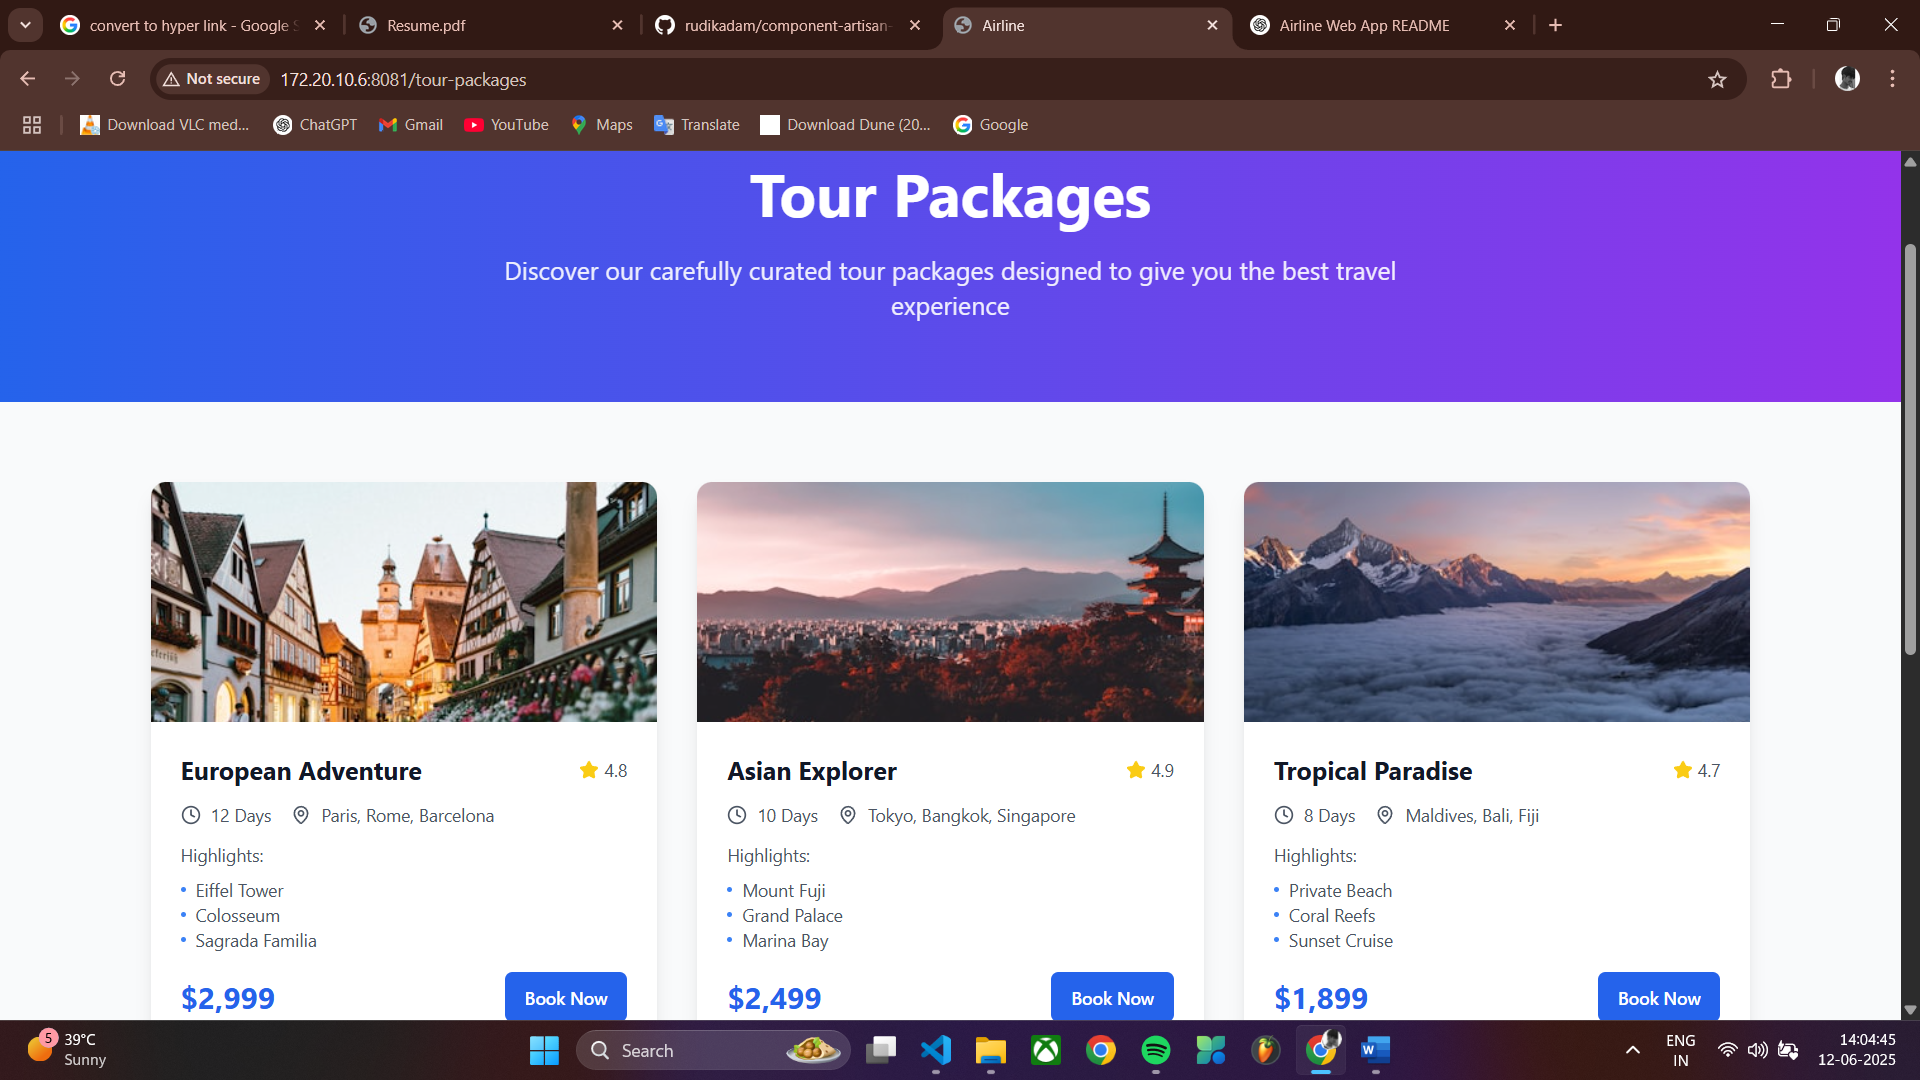 convert to hyper link - Google
Resume.pdf
rudikadam/component-artisan-
Airline
Airline Web App README
Not secure
172.20.10.6:8081/tour-packages
Download VLC med...
ChatGPT
Gmail
YouTube
Maps
Translate
Download Dune (20...
Google
Tour Packages
Discover our carefully curated tour packages designed to give you the best travel
experience
European Adventure
4.8
12 Days
Paris, Rome, Barcelona
Highlights:
• Eiffel Tower
• Colosseum
• Sagrada Familia
$2,999
Book Now
Asian Explorer
4.9
10 Days
Tokyo, Bangkok, Singapore
Highlights:
• Mount Fuji
• Grand Palace
• Marina Bay
$2,499
Book Now
Tropical Paradise
4.7
8 Days
Maldives, Bali, Fiji
Highlights:
• Private Beach
• Coral Reefs
• Sunset Cruise
$1,899
Book Now
5
39°C
Sunny
Search
ENG
IN
14:04:45
12-06-2025